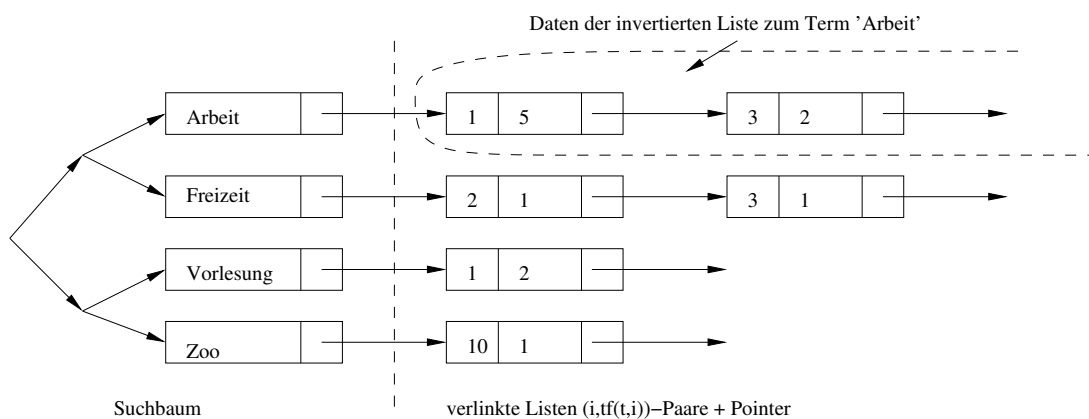 Daten der invertierten Liste zum Term ’Arbeit’
Arbeit 1 5 3 2
Freizeit 2 1 3 1
Vorlesung 1 2
Zoo 10 1
Suchbaum verlinkte Listen (i,tf(t,i))−Paare + Pointer